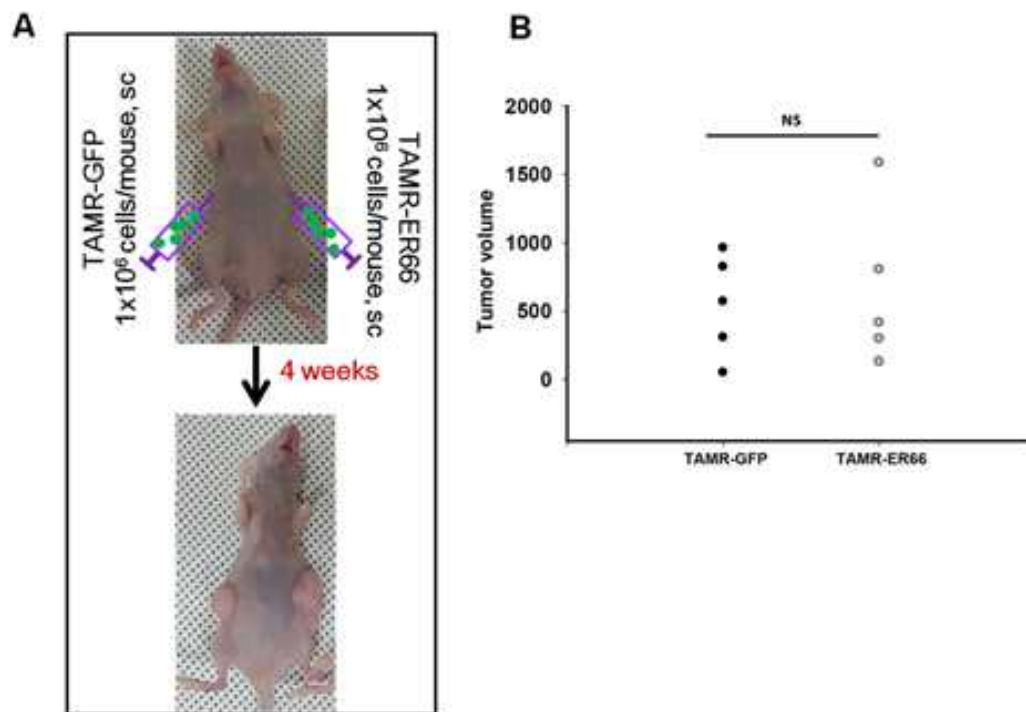 A
TAMR-GFP
1x10⁶ cells/mouse, sc
TAMR-ER66
1x10⁶ cells/mouse, sc
4 weeks
B
NS
2000
1500
1000
500
0
Tumor volume
TAMR-GFP
TAMR-ER66